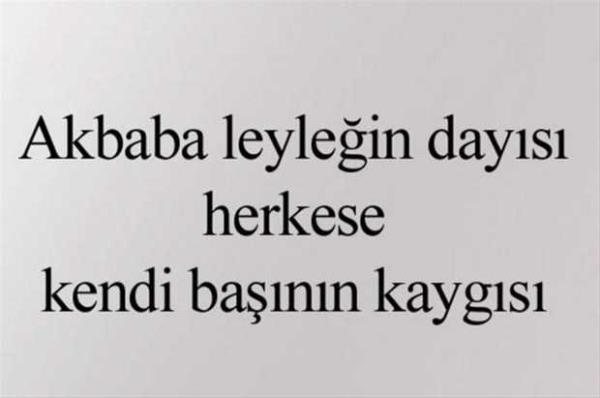 Akbaba leyleğin dayısı
herkese
kendi başının kaygısı